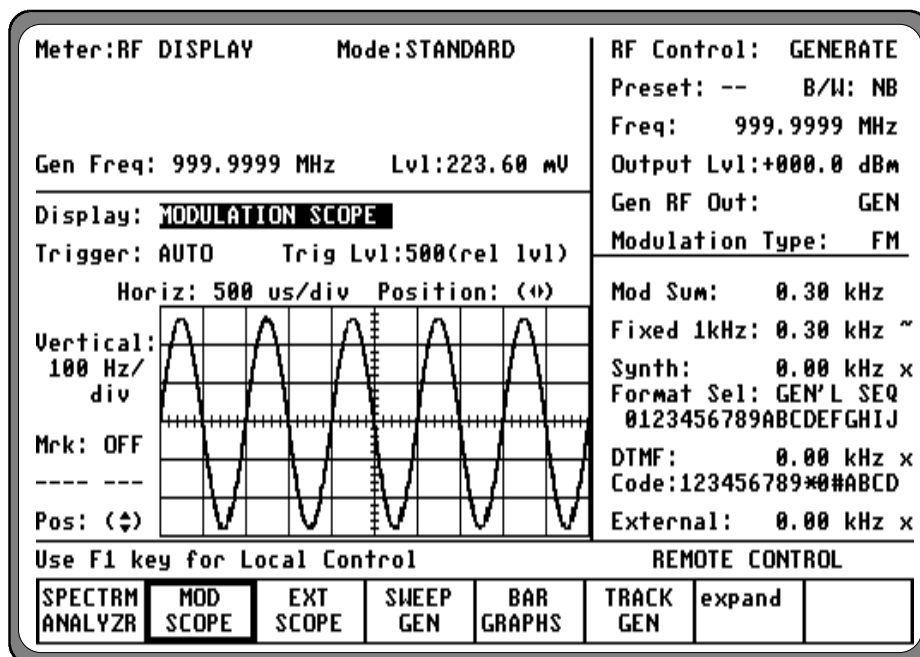 Meter:RF DISPLAY Mode:STANDARD
Gen Freq: 999.9999 MHz Lvl:223.60 mV
Display: MODULATION SCOPE
Trigger: AUTO Trig Lvl:500(rel lvl)
Horiz: 500 us/div Position: (↔)
Vertical:
100 Hz/
div
Mrk: OFF
---- ---
Pos: (↕)
RF Control: GENERATE
Preset: -- B/W: NB
Freq: 999.9999 MHz
Output Lvl:+000.0 dBm
Gen RF Out: GEN
Modulation Type: FM
Mod Sum: 0.30 kHz
Fixed 1kHz: 0.30 kHz ~
Synth: 0.00 kHz x
Format Sel: GEN'L SEQ
0123456789ABCDEFGHIJ
DTMF: 0.00 kHz x
Code:123456789*0#ABCD
External: 0.00 kHz x
Use F1 key for Local Control REMOTE CONTROL
SPECTRM
ANALYZR
MOD
SCOPE
EXT
SCOPE
SWEEP
GEN
BAR
GRAPHS
TRACK
GEN
expand